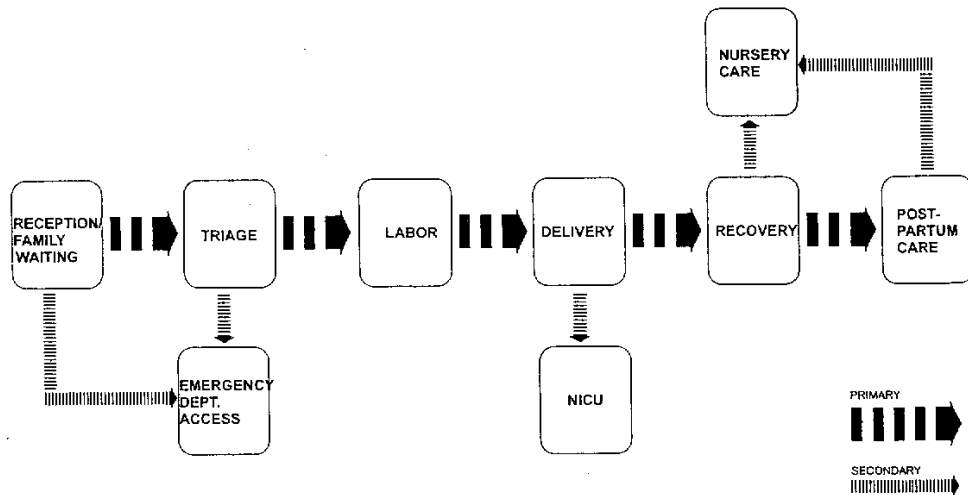 NURSERY
CARE
RECEPTION/
FAMILY
WAITING
TRIAGE
LABOR
DELIVERY
RECOVERY
POST-
PARTUM
CARE
EMERGENCY
DEPT.
ACCESS
NICU
PRIMARY
SECONDARY